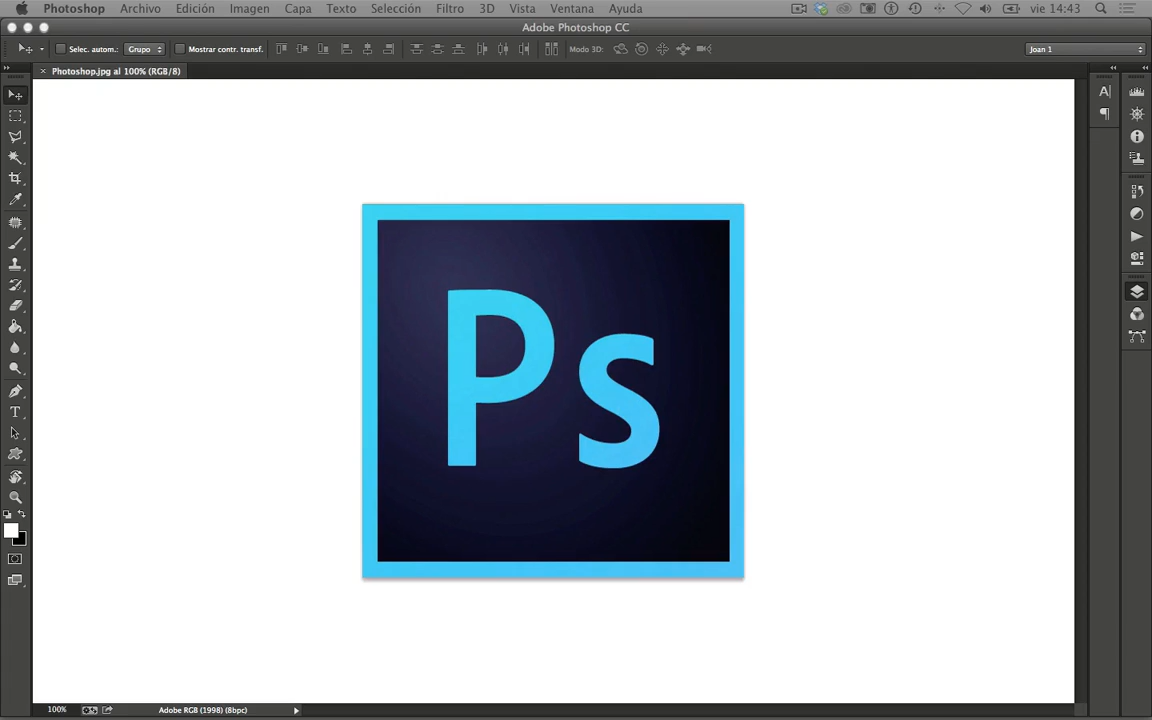 Photoshop Archivo Edición Imagen Capa Texto Selección Filtro 3D Vista Ventana Ayuda vie 14:43
Adobe Photoshop CC
Selec. autom.: Grupo Mostrar contr. transf. Modo 3D: Joan 1
× Photoshop.jpg al 100% (RGB/8)
Ps
100% Adobe RGB (1998) (8bpc)